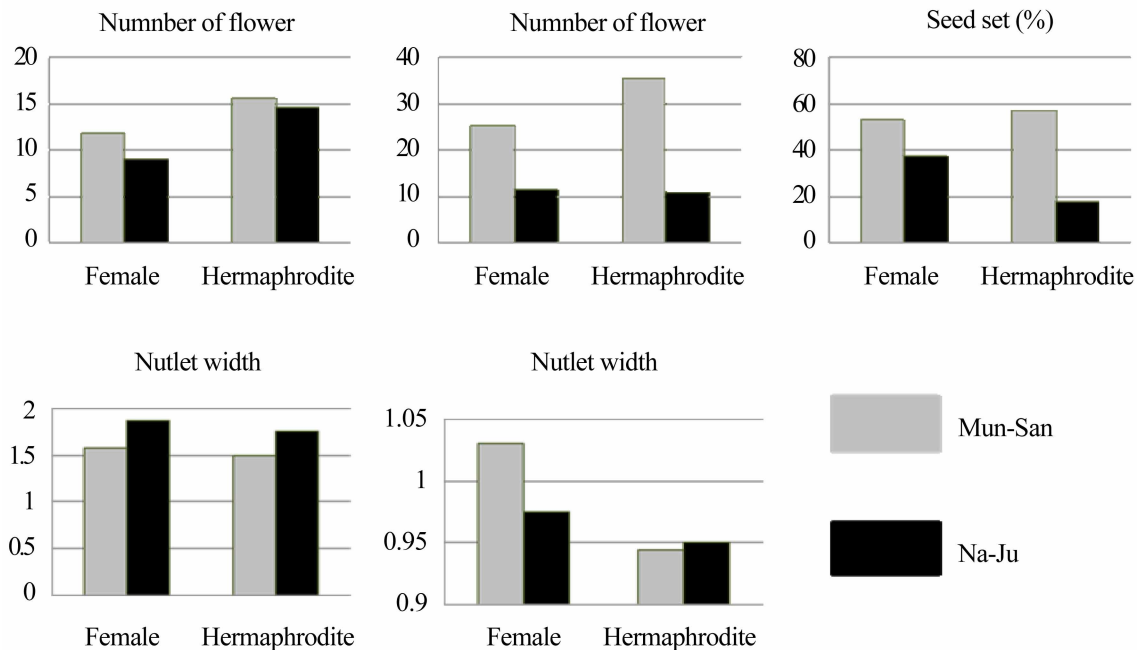 Numnber of flower
20
15
10
5
0
Female Hermaphrodite
Number of flower
40
30
20
10
0
Female Hermaphrodite
Seed set (%)
80
60
40
20
0
Female Hermaphrodite
Nutlet width
2
1.5
1
0.5
0
Female Hermaphrodite
Nutlet width
1.05
1
0.95
0.9
Female Hermaphrodite
Mun-San
Na-Ju